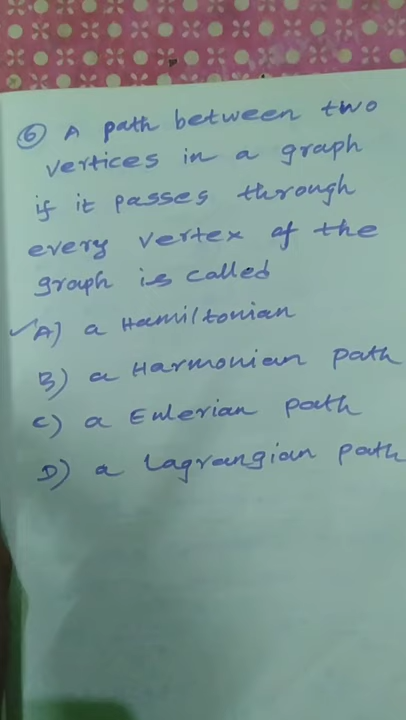 ⑥ A path between two
vertices in a graph
if it passes through
every vertex of the
graph is called
✓A) a Hamiltonian
B) a Harmonian path
C) a Eulerian path
D) a Lagrangian path